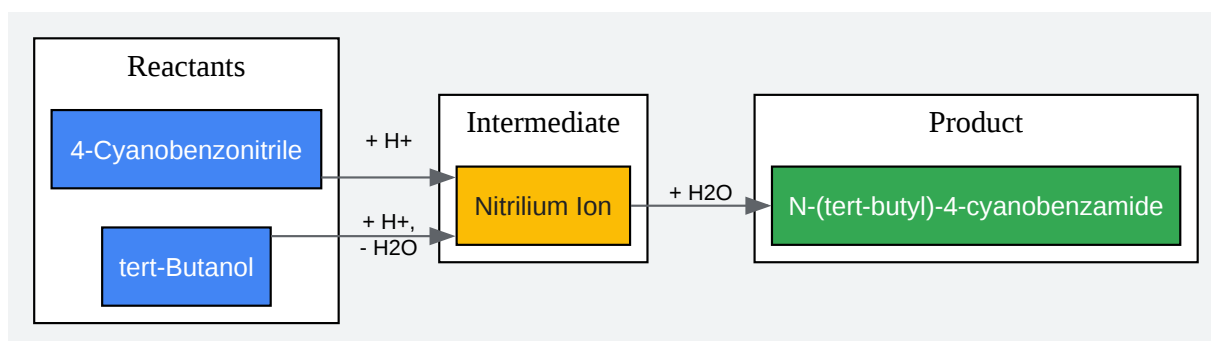 Reactants
4-Cyanobenzonitrile
tert-Butanol
+ H+
+ H+,
- H2O
Intermediate
Nitrilium Ion
+ H2O
Product
N-(tert-butyl)-4-cyanobenzamide